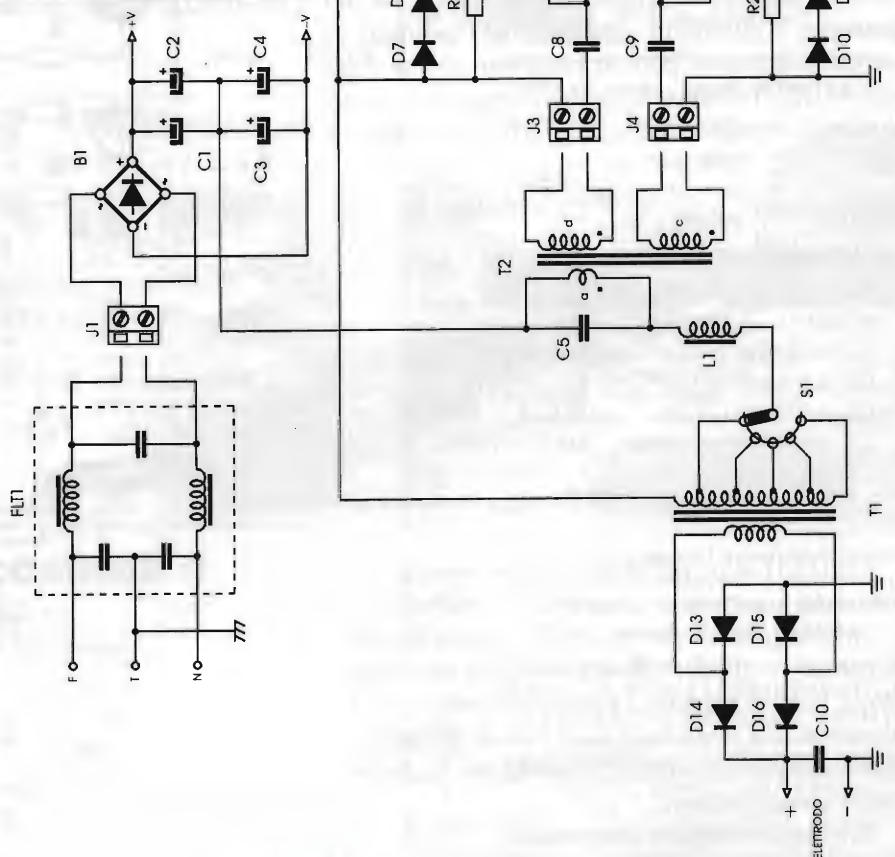 +V
-V
C2
C4
B1
C1
C3
+
+
+
+
+
-
~
~
D7
C8
C9
D10
J3
J4
J1
T2
d
c
a
C5
L1
S1
T1
FLT1
F
T
N
D13
D15
D14
D16
C10
+
-
ELETTRODO